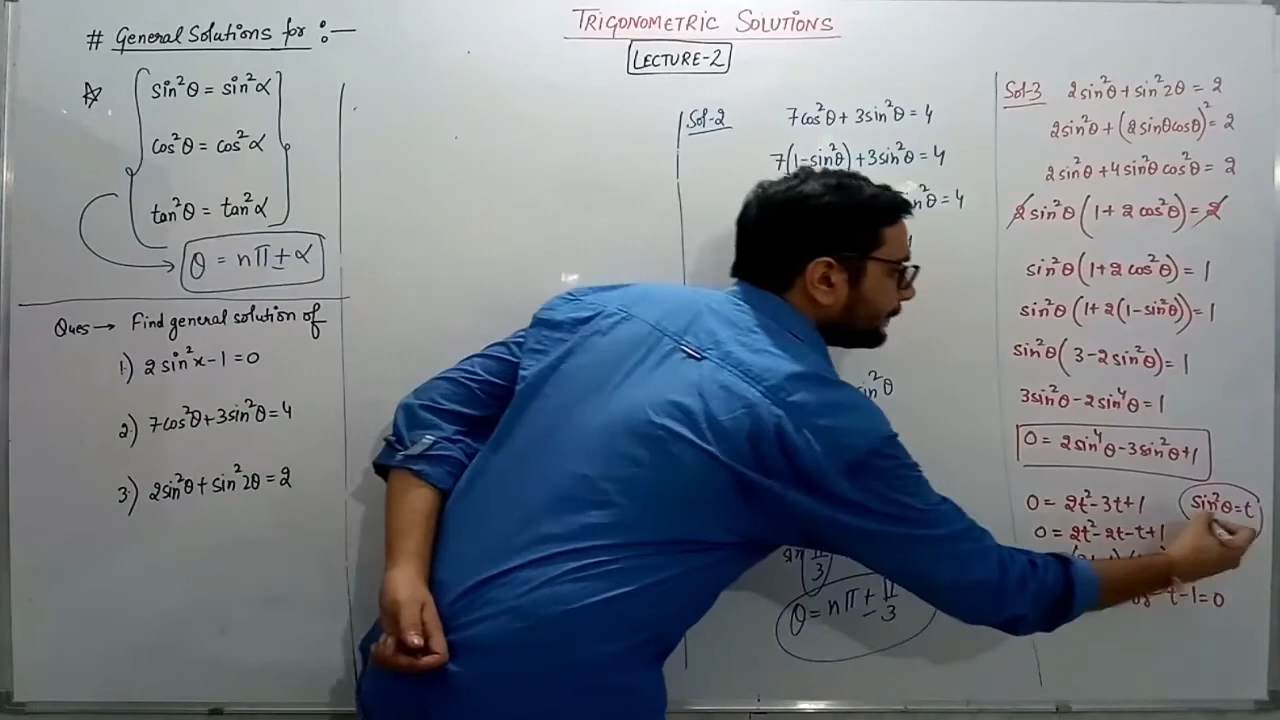 TRIGONOMETRIC SOLUTIONS
LECTURE-2
# General Solutions for :—
sin²θ = sin²α
cos²θ = cos²α
tan²θ = tan²α
θ = nπ ± α
Ques → Find general solution of
1.) 2 sin²x - 1 = 0
2.) 7cos²θ + 3sin²θ = 4
3.) 2sin²θ + sin²2θ = 2
Sol-2 7cos²θ + 3sin²θ = 4
7(1-sin²θ) + 3sin²θ = 4
θ = 4
θ = nπ ± π/3
Sol-3 2sin²θ + sin²2θ = 2
2sin²θ + (2sinθcosθ)² = 2
2sin²θ + 4sin²θ cos²θ = 2
2sin²θ (1 + 2cos²θ) = 2
sin²θ (1 + 2cos²θ) = 1
sin²θ (1 + 2(1-sin²θ)) = 1
sin²θ (3 - 2sin²θ) = 1
3sin²θ - 2sin⁴θ = 1
0 = 2sin⁴θ - 3sin²θ + 1
0 = 2t² - 3t + 1 sin²θ = t
0 = 2t² - 2t - t + 1
t - 1 = 0